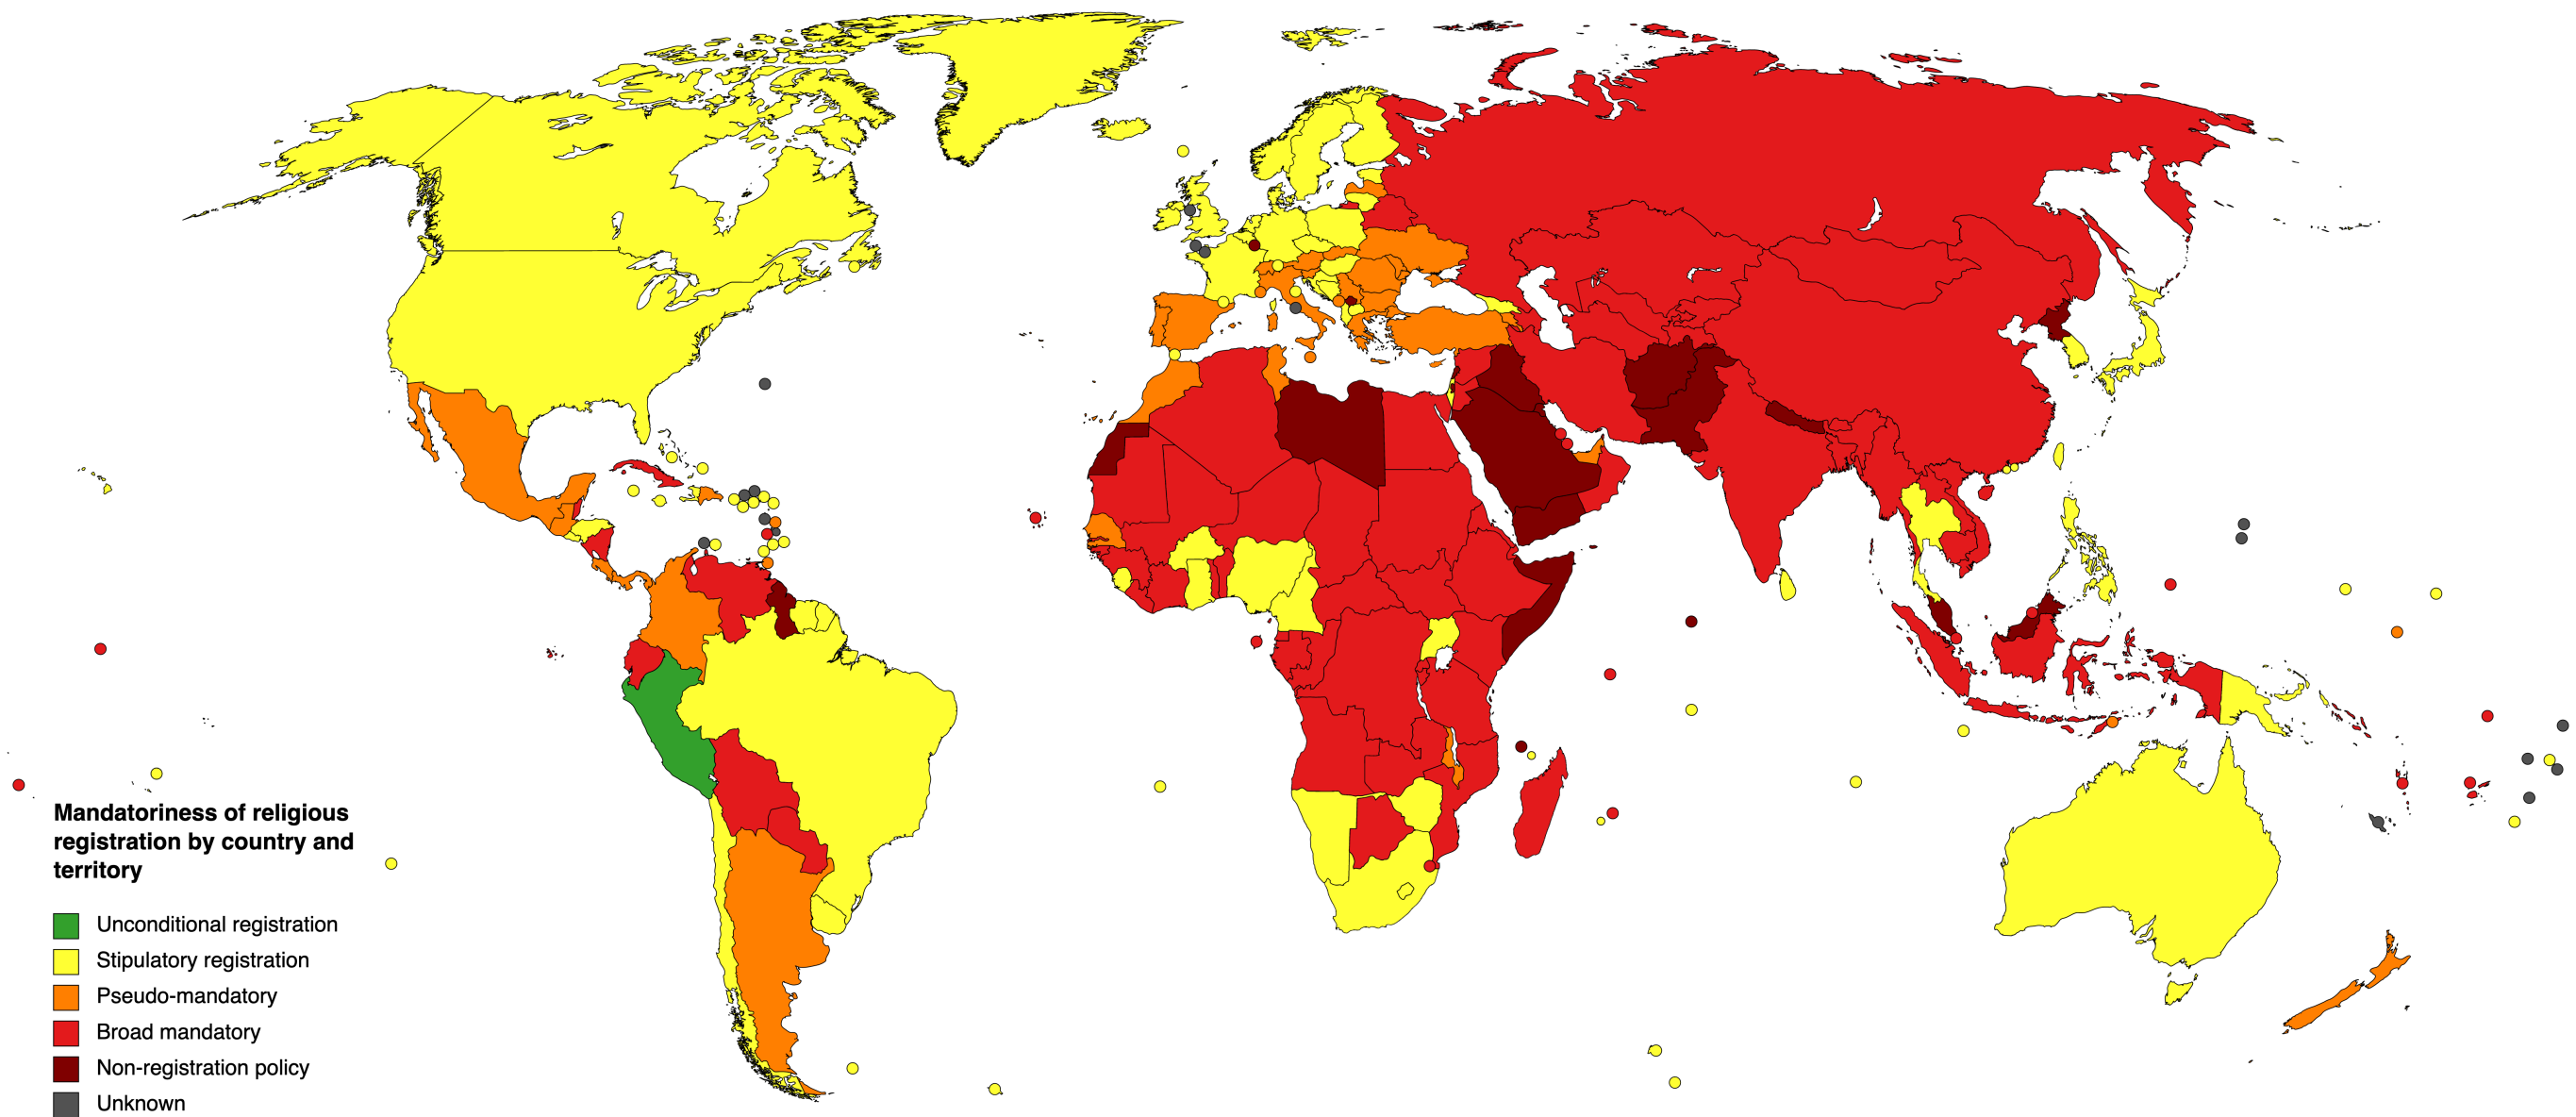 Mandatoriness of religious
registration by country and
territory
Unconditional registration
Stipulatory registration
Pseudo-mandatory
Broad mandatory
Non-registration policy
Unknown